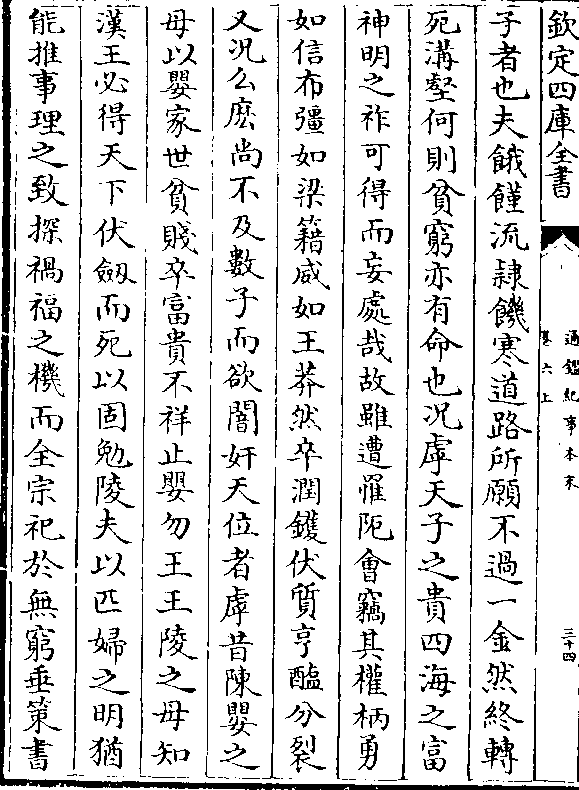 欽定四庫全書
通鑑紀事本末
卷六上
三十四
子者也夫餓饉流隷饑寒道路所願不過一金然終轉
死溝壑何則貧窮亦有命也況虖天子之貴四海之富
神明之祚可得而妄處哉故雖遭罹阨會竊其權柄勇
如信布彊如梁籍威如王莽然卒潤鑊伏質亨醢分裂
又況么麽尚不及數子而欲闇奸天位者虖昔陳嬰之
母以嬰家世貧賤卒富貴不祥止嬰勿王王陵之母知
漢王必得天下伏劒而死以固勉陵夫以匹婦之明猶
能推事理之致探禍福之機而全宗祀於無窮垂策書